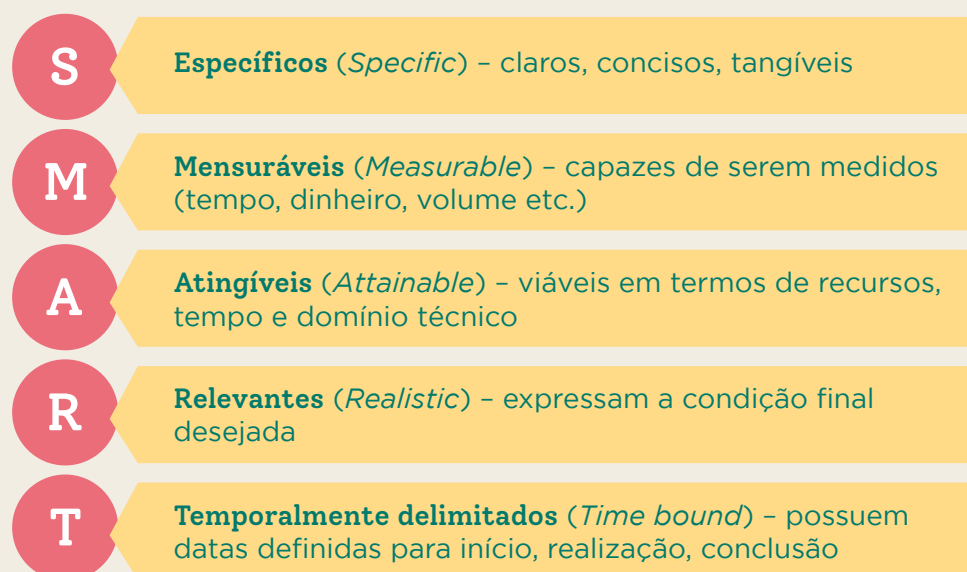 S
Específicos (Specific) – claros, concisos, tangíveis
M
Mensuráveis (Measurable) – capazes de serem medidos
(tempo, dinheiro, volume etc.)
A
Atingíveis (Attainable) – viáveis em termos de recursos,
tempo e domínio técnico
R
Relevantes (Realistic) – expressam a condição final
desejada
T
Temporalmente delimitados (Time bound) – possuem
datas definidas para início, realização, conclusão